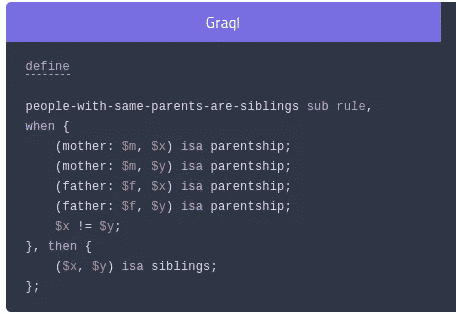 Graql
define
people-with-same-parents-are-siblings sub rule,
when {
(mother: $m, $x) isa parentship;
(mother: $m, $y) isa parentship;
(father: $f, $x) isa parentship;
(father: $f, $y) isa parentship;
$x != $y;
}, then {
($x, $y) isa siblings;
};